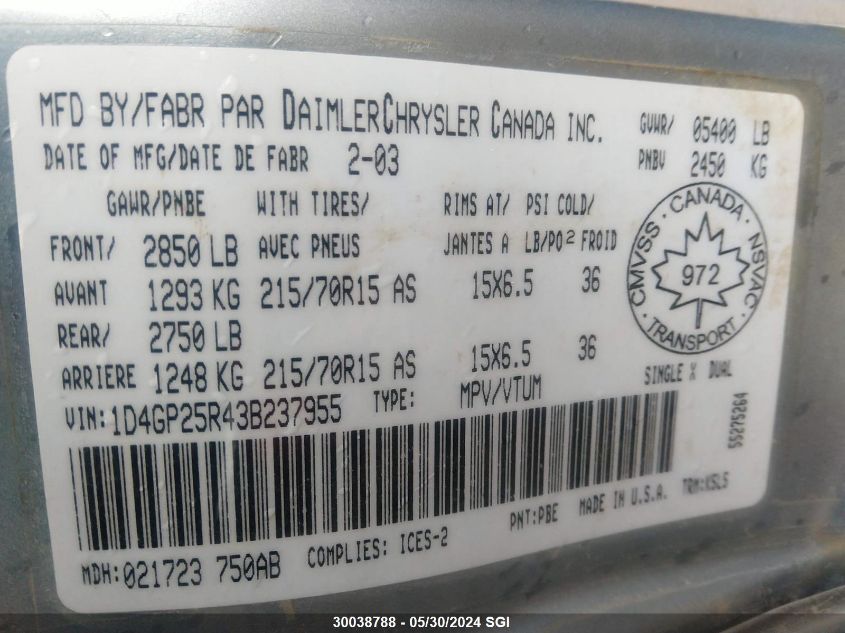 MFD BY/FABR PAR DAIMLERCHRYSLER CANADA INC. GVWR/ 05400 LB
DATE OF MFG/DATE DE FABR 2-03 PNBV 2450 KG
GAWR/PNBE WITH TIRES/ RIMS AT/ PSI COLD/
FRONT/ 2850 LB AVEC PNEUS JANTES A LB/PO² FROID
AVANT 1293 KG 215/70R15 AS 15X6.5 36
REAR/ 2750 LB
ARRIERE 1248 KG 215/70R15 AS 15X6.5 36
CMVSS · CANADA · NSVAC
972
· TRANSPORT ·
SINGLE X DUAL
VIN: 1D4GP25R43B237955 TYPE: MPV/VTUM
55275264
MDH: 021723 750AB COMPLIES: ICES-2 PNT:PBE MADE IN U.S.A. TRM:K5L5
30038788 - 05/30/2024 SGI